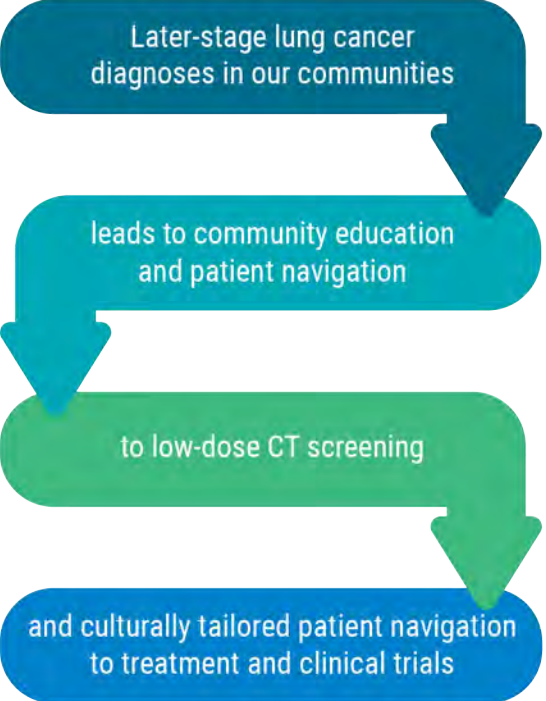 Later-stage lung cancer
diagnoses in our communities
leads to community education
and patient navigation
to low-dose CT screening
and culturally tailored patient navigation
to treatment and clinical trials